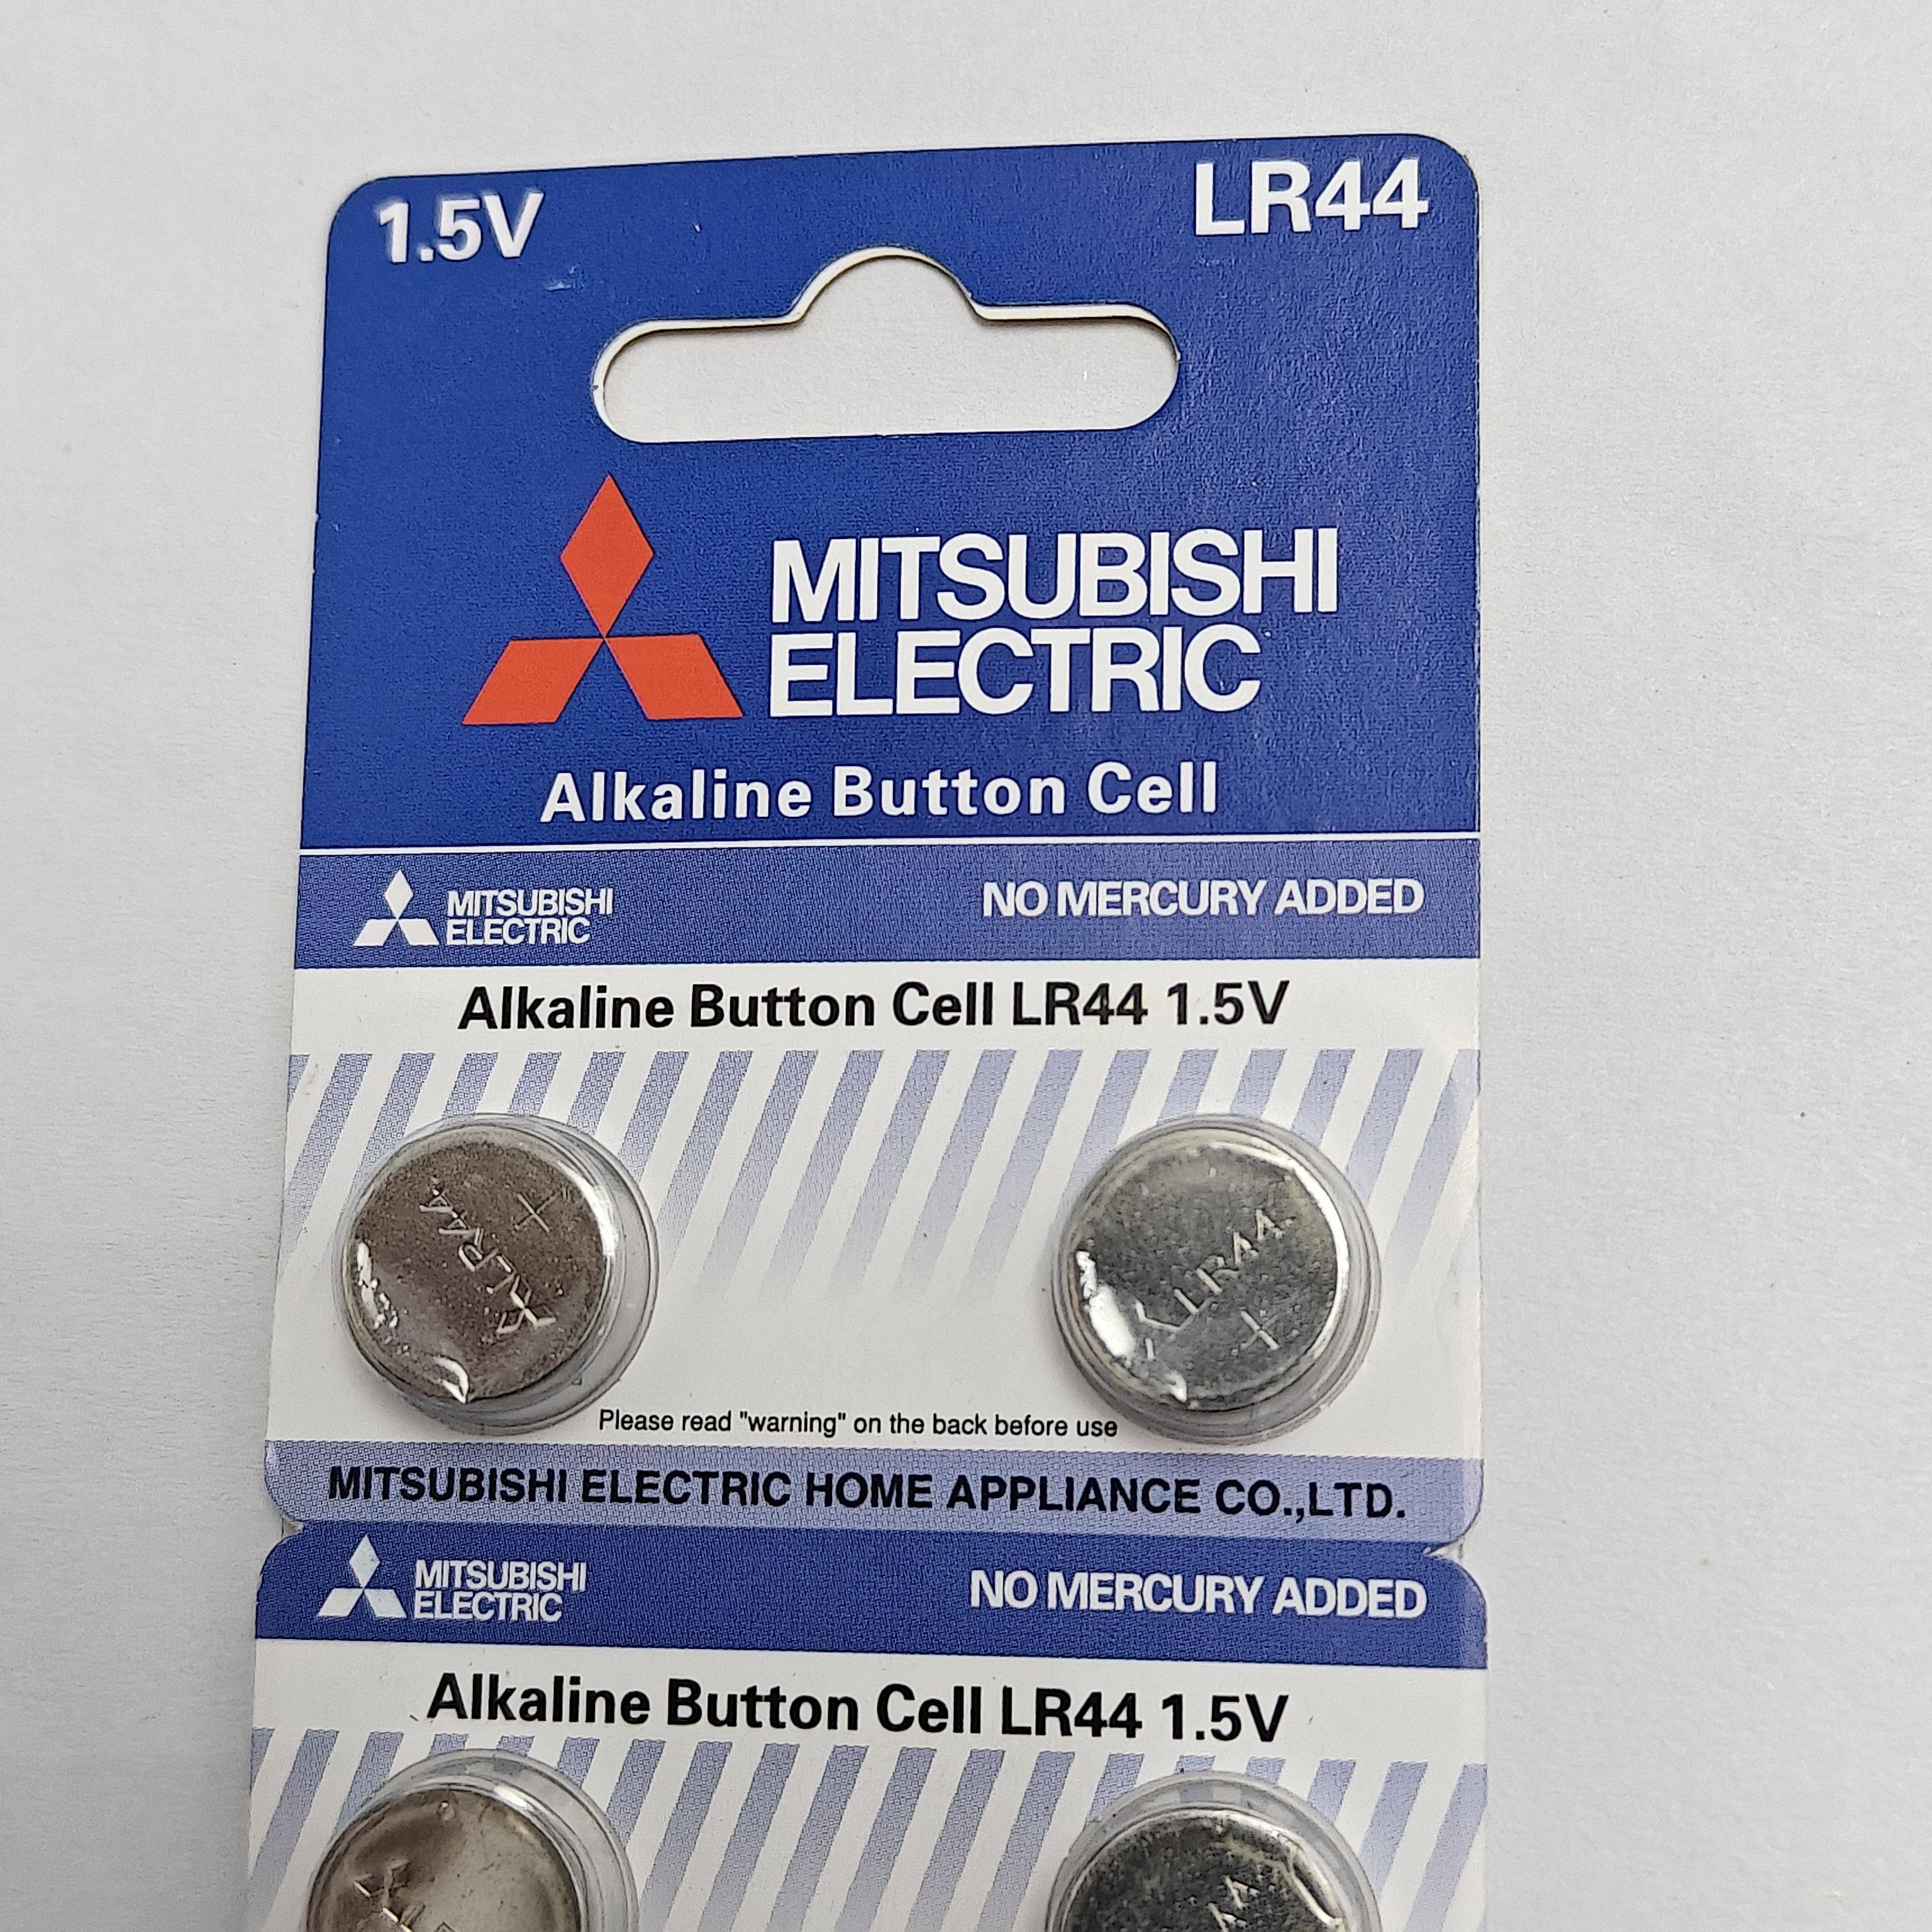 1.5V LR44
MITSUBISHI
ELECTRIC
Alkaline Button Cell
MITSUBISHI
ELECTRIC
NO MERCURY ADDED
Alkaline Button Cell LR44 1.5V
LR44
+
LR44
+
Please read "warning" on the back before use
MITSUBISHI ELECTRIC HOME APPLIANCE CO.,LTD.
MITSUBISHI
ELECTRIC
NO MERCURY ADDED
Alkaline Button Cell LR44 1.5V